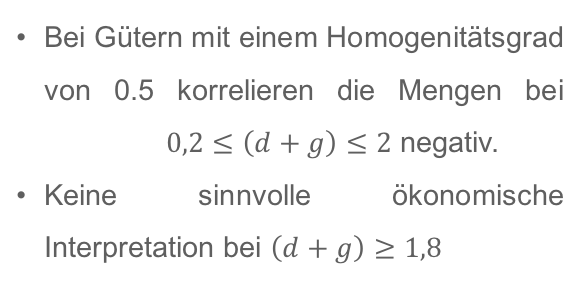 • Bei Gütern mit einem Homogenitätsgrad
von 0.5 korrelieren die Mengen bei
0,2 ≤ (d + g) ≤ 2 negativ.
• Keine sinnvolle ökonomische
Interpretation bei (d + g) ≥ 1,8